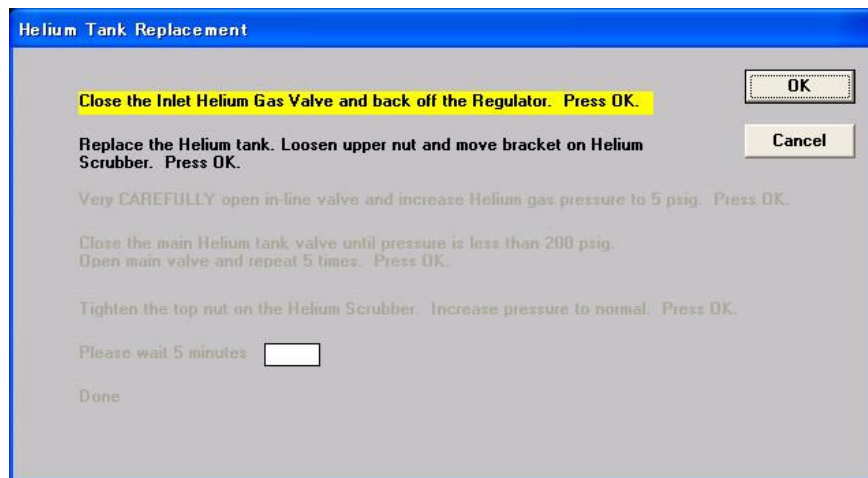 Helium Tank Replacement
Close the Inlet Helium Gas Valve and back off the Regulator. Press OK.
OK
Replace the Helium tank. Loosen upper nut and move bracket on Helium
Scrubber. Press OK.
Cancel
Very CAREFULLY open in-line valve and increase Helium gas pressure to 5 psig. Press OK.
Close the main Helium tank valve until pressure is less than 200 psig.
Open main valve and repeat 5 times. Press OK.
Tighten the top nut on the Helium Scrubber. Increase pressure to normal. Press OK.
Please wait 5 minutes
Done